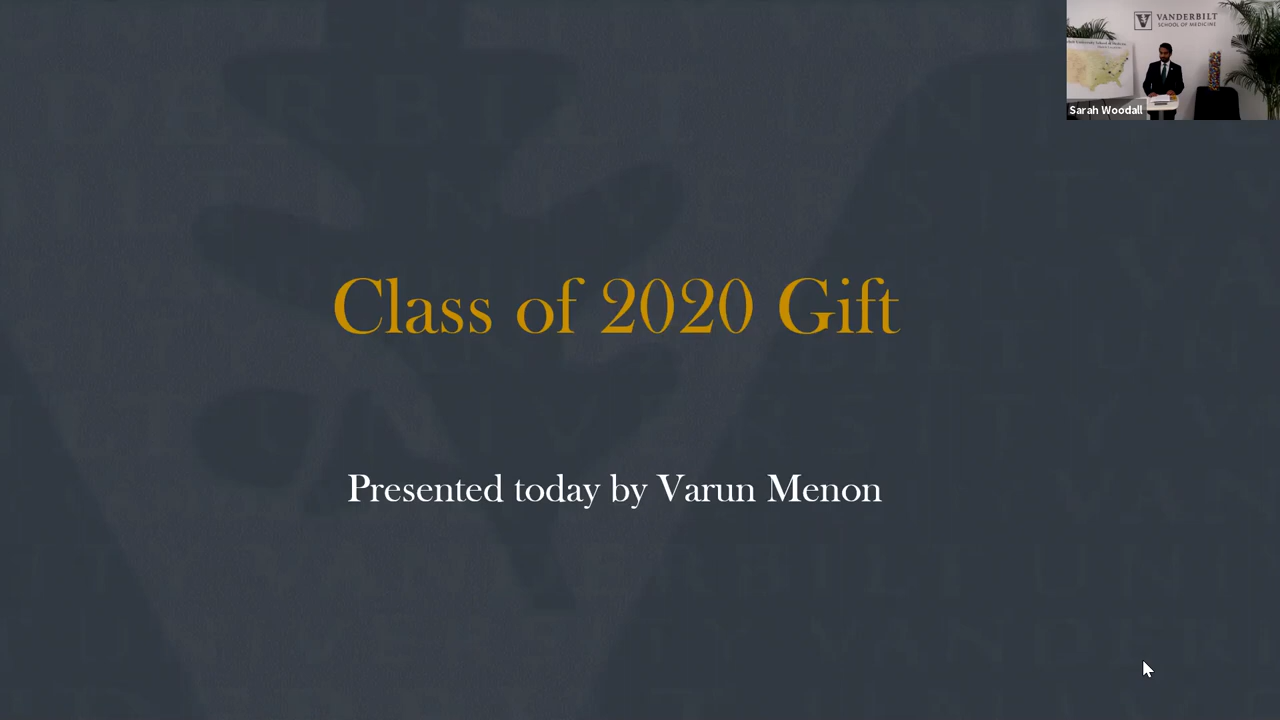 VANDERBILT
SCHOOL OF MEDICINE
Sarah Woodall
Class of 2020 Gift
Presented today by Varun Menon